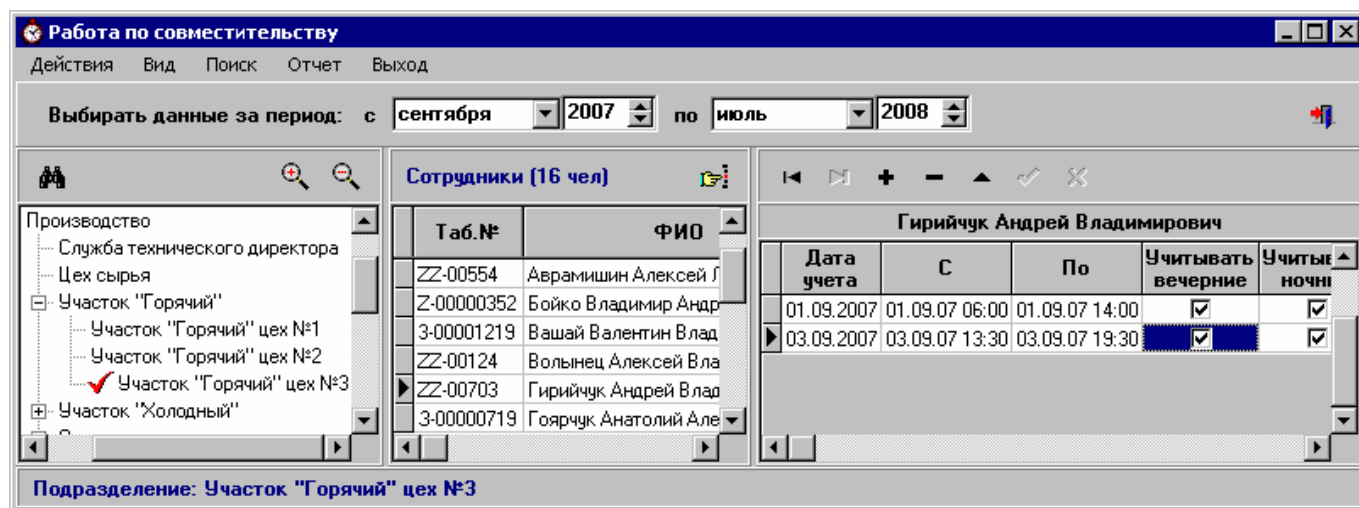 Работа по совместительству
Действия Вид Поиск Отчет Выход
Выбирать данные за период: с сентября 2007 по июль 2008
Сотрудники (16 чел)
Производство
Служба технического директора
Цех сырья
Участок "Горячий"
Участок "Горячий" цех №1
Участок "Горячий" цех №2
Участок "Горячий" цех №3
Участок "Холодный"
Таб.№ ФИО
ZZ-00554 Аврамишин Алексей Л
Z-00000352 Бойко Владимир Андр
3-00001219 Вашай Валентин Влад
ZZ-00124 Волынец Алексей Вла
ZZ-00703 Гирийчук Андрей Влад
3-00000719 Гоярчук Анатолий Але
Гирийчук Андрей Владимирович
Дата учета С По Учитывать вечерние Учитыв ночн
01.09.2007 01.09.07 06:00 01.09.07 14:00
03.09.2007 03.09.07 13:30 03.09.07 19:30
Подразделение: Участок "Горячий" цех №3